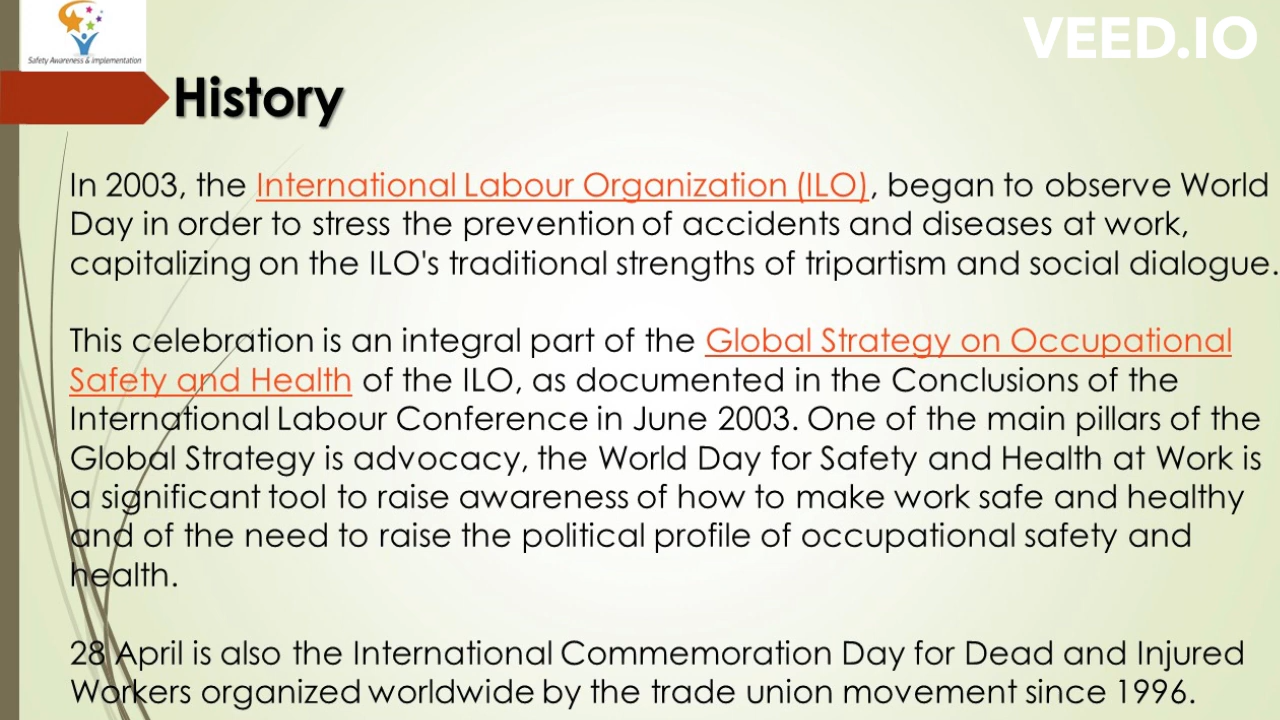 Safety Awareness & implementation
VEED.IO
History
In 2003, the International Labour Organization (ILO), began to observe World
Day in order to stress the prevention of accidents and diseases at work,
capitalizing on the ILO's traditional strengths of tripartism and social dialogue.
This celebration is an integral part of the Global Strategy on Occupational
Safety and Health of the ILO, as documented in the Conclusions of the
International Labour Conference in June 2003. One of the main pillars of the
Global Strategy is advocacy, the World Day for Safety and Health at Work is
a significant tool to raise awareness of how to make work safe and healthy
and of the need to raise the political profile of occupational safety and
health.
28 April is also the International Commemoration Day for Dead and Injured
Workers organized worldwide by the trade union movement since 1996.